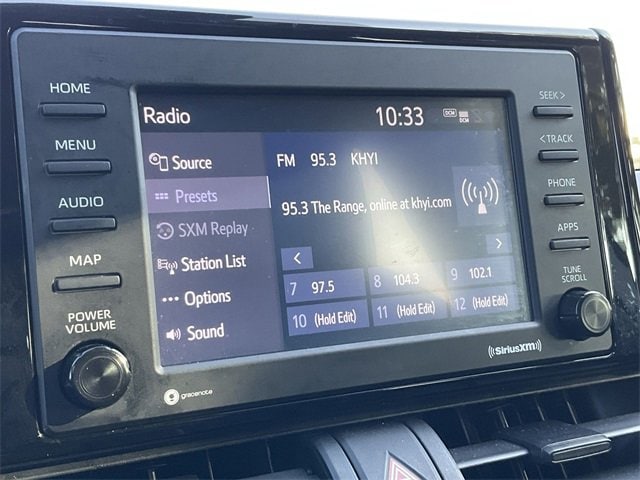 HOME
MENU
AUDIO
MAP
POWER
VOLUME
Radio
10:33
DCM
DCM
Source
Presets
SXM Replay
Station List
Options
Sound
FM 95.3 KHYI
95.3 The Range, online at khyi.com
<
>
7 97.5
8 104.3
9 102.1
10 (Hold Edit)
11 (Hold Edit)
12 (Hold Edit)
SEEK >
< TRACK
PHONE
APPS
TUNE
SCROLL
gracenote
((SiriusXM))